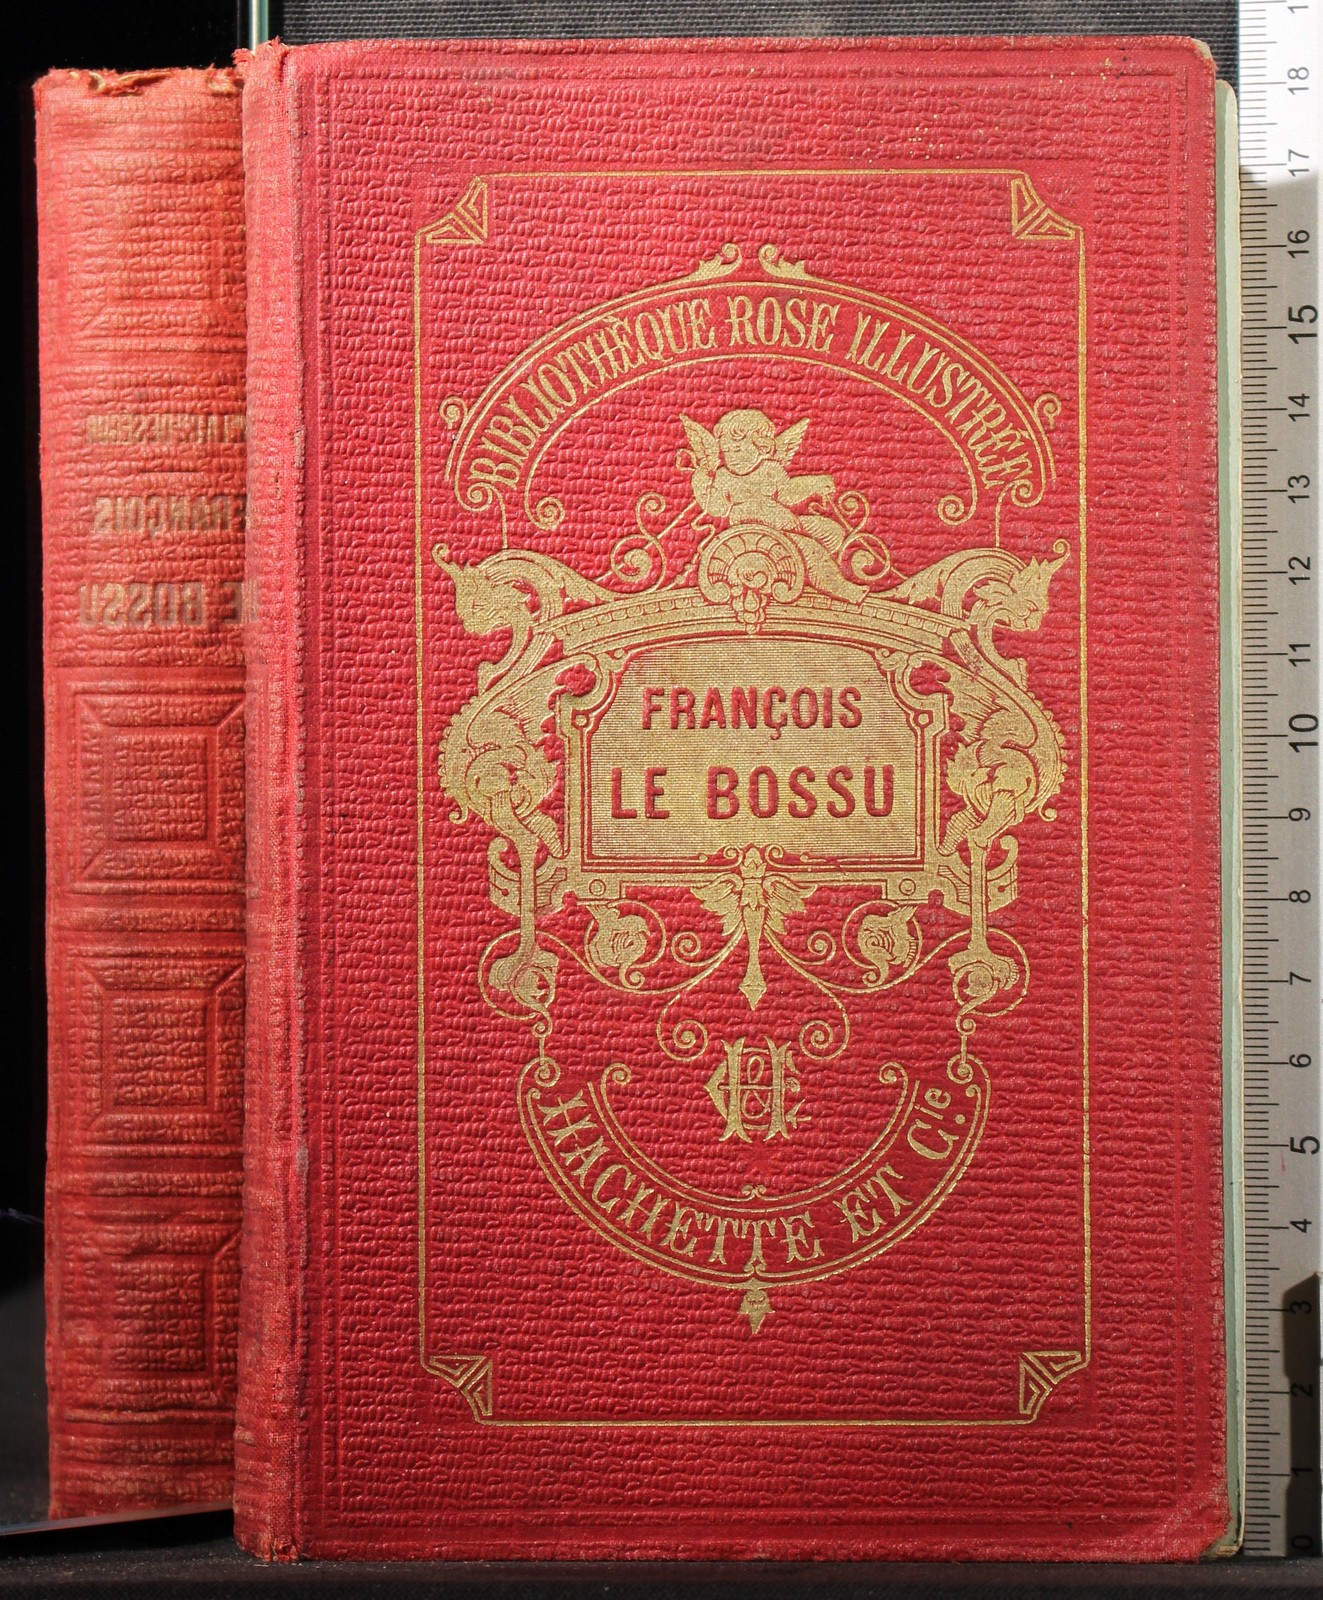 BIBLIOTHÈQUE ROSE ILLUSTRÉE
FRANÇOIS
LE BOSSU
H & Cie
HACHETTE ET Cie.
FRANÇOIS
LE BOSSU
18
17
16
15
14
13
12
11
10
9
8
7
6
5
4
3
2
1
0